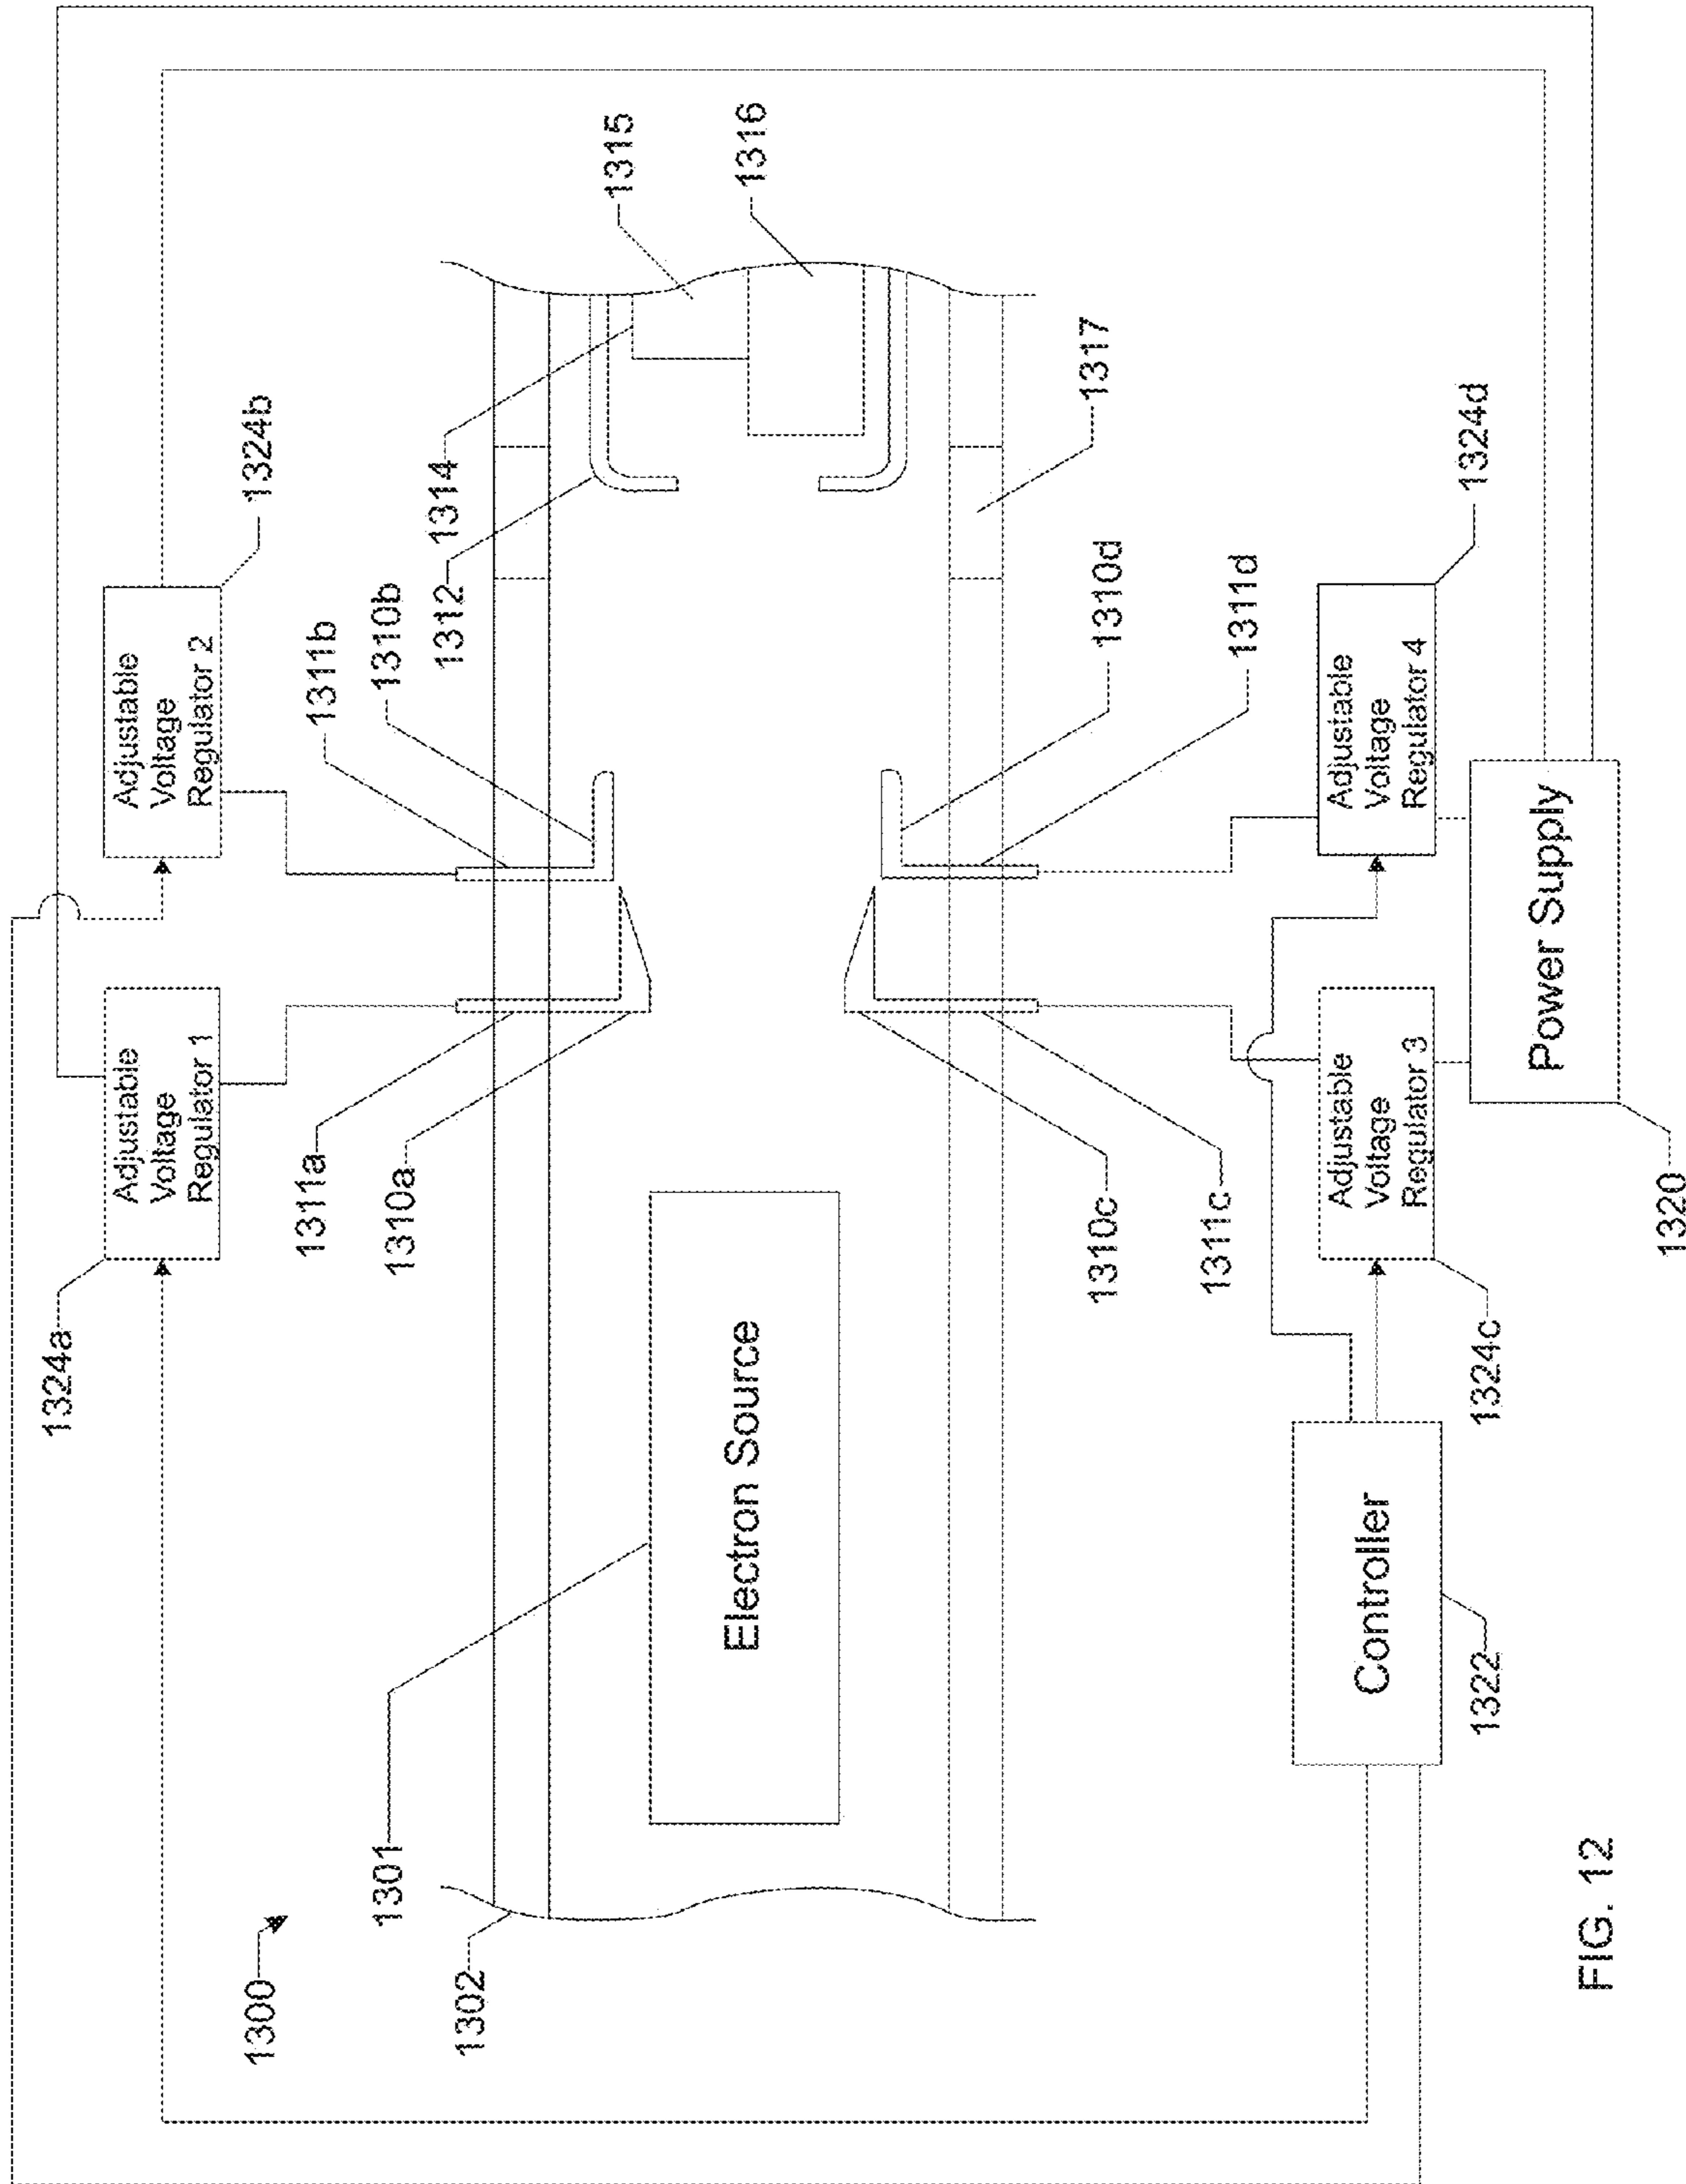 1324a
Adjustable
Voltage
Regulator 1
Adjustable
Voltage
Regulator 2
1324b
1300
1302
1301
1311a
1310a
1311b
1310b
1312
1314
1315
1316
Electron Source
1310c
1311c
1310d
1311d
1317
Controller
1322
Adjustable
Voltage
Regulator 3
1324c
Adjustable
Voltage
Regulator 4
1324d
Power Supply
1320
FIG. 12